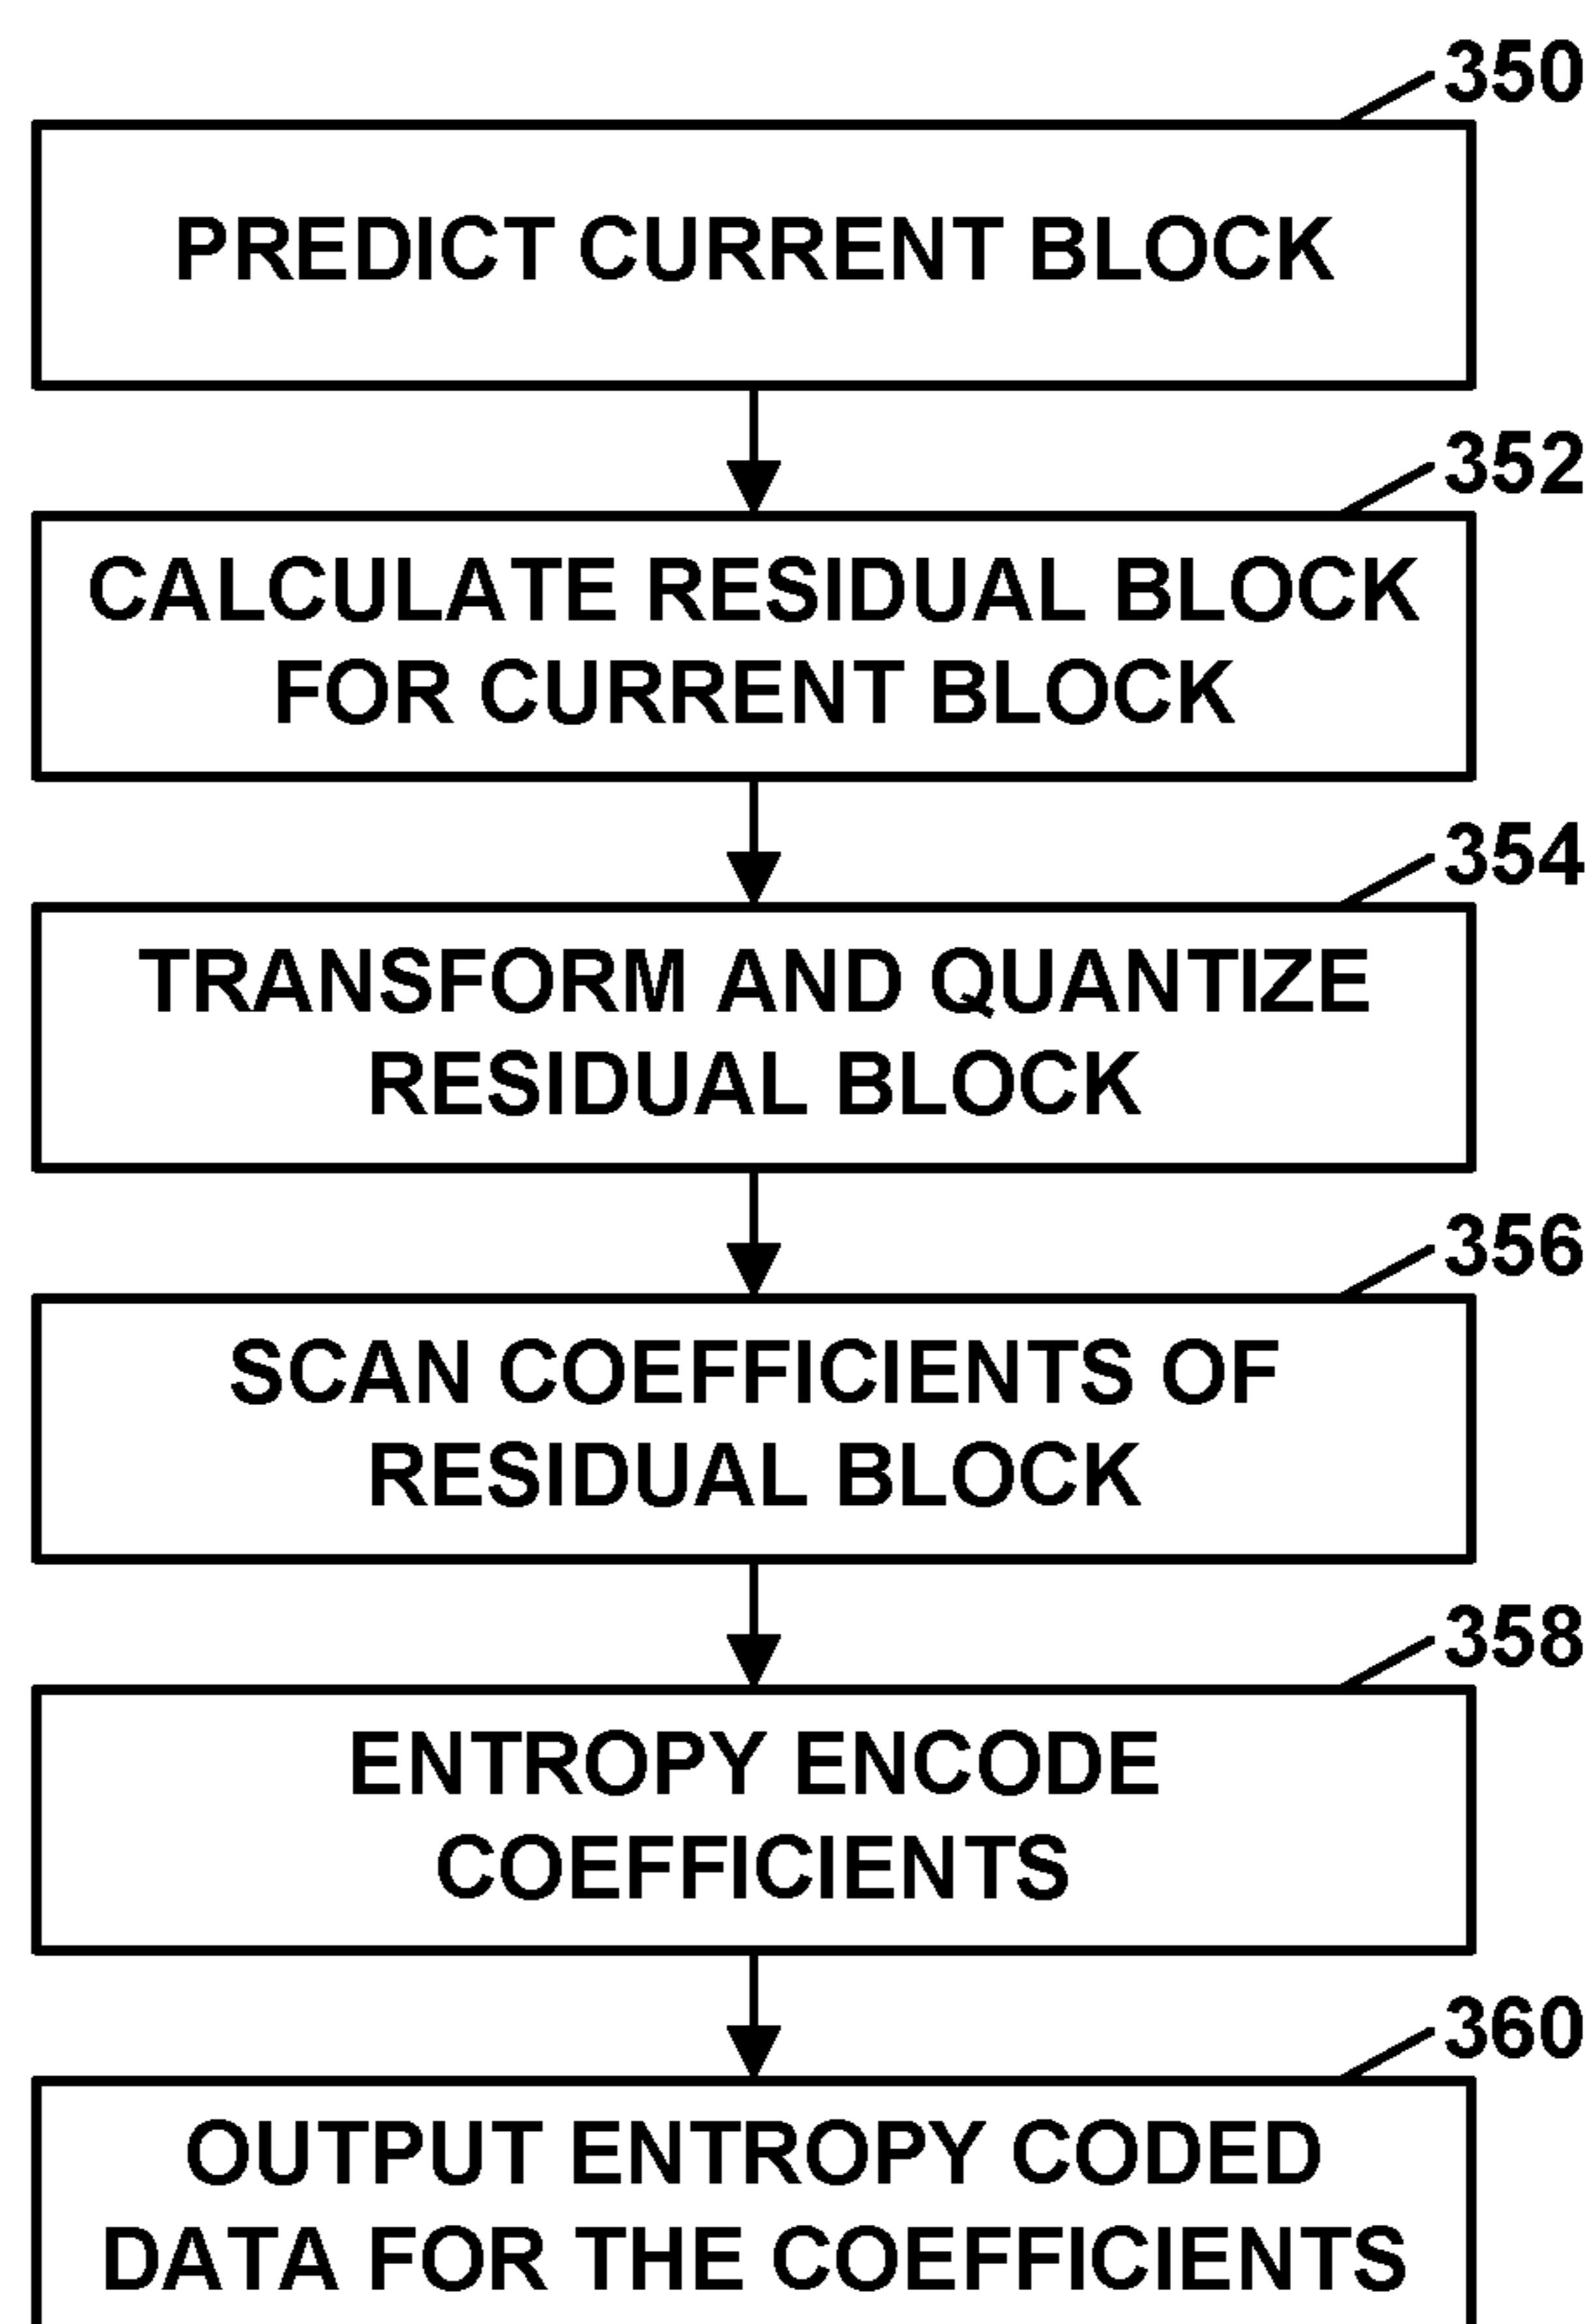 350
PREDICT CURRENT BLOCK
352
CALCULATE RESIDUAL BLOCK
FOR CURRENT BLOCK
354
TRANSFORM AND QUANTIZE
RESIDUAL BLOCK
356
SCAN COEFFICIENTS OF
RESIDUAL BLOCK
358
ENTROPY ENCODE
COEFFICIENTS
360
OUTPUT ENTROPY CODED
DATA FOR THE COEFFICIENTS